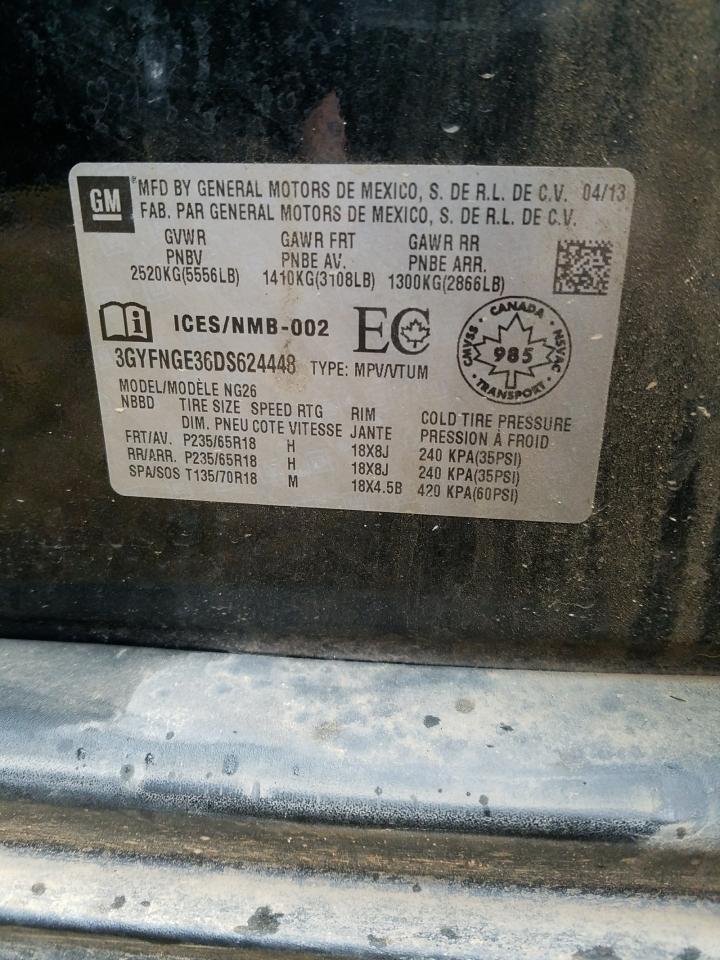 GM
MFD BY GENERAL MOTORS DE MEXICO, S. DE R.L. DE C.V. 04/13
FAB. PAR GENERAL MOTORS DE MEXICO, S. DE R.L. DE C.V.
GVWR GAWR FRT GAWR RR
PNBV PNBE AV. PNBE ARR.
2520KG(5556LB) 1410KG(3108LB) 1300KG(2866LB)
i ICES/NMB-002 EC
CANADA CMVSS NSVAC 985 TRANSPORT
3GYFNGE36DS624448 TYPE: MPV/VTUM
MODEL/MODÈLE NG26
NBBD TIRE SIZE SPEED RTG RIM COLD TIRE PRESSURE
DIM. PNEU COTE VITESSE JANTE PRESSION À FROID
FRT/AV. P235/65R18 H 18X8J 240 KPA(35PSI)
RR/ARR. P235/65R18 H 18X8J 240 KPA(35PSI)
SPA/SOS T135/70R18 M 18X4.5B 420 KPA(60PSI)